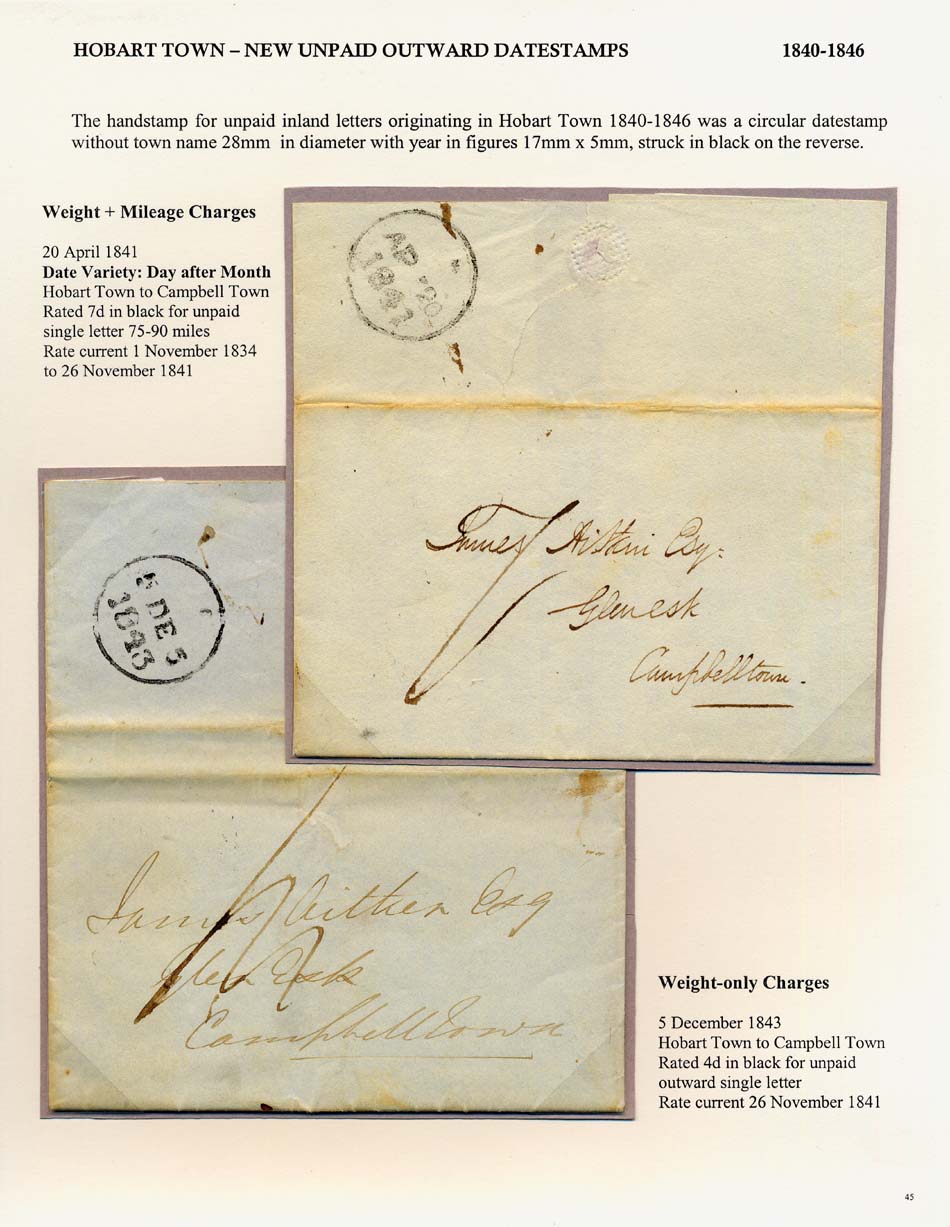 HOBART TOWN – NEW UNPAID OUTWARD DATESTAMPS 1840-1846
The handstamp for unpaid inland letters originating in Hobart Town 1840-1846 was a circular datestamp
without town name 28mm in diameter with year in figures 17mm x 5mm, struck in black on the reverse.
Weight + Mileage Charges
20 April 1841
Date Variety: Day after Month
Hobart Town to Campbell Town
Rated 7d in black for unpaid
single letter 75-90 miles
Rate current 1 November 1834
to 26 November 1841
AP 20
1841
James Aitkin Esq:
Glenesk
Campbelltown.
DE 5
1843
James Aitken Esq
Glen Esk
Campbelltown
Weight-only Charges
5 December 1843
Hobart Town to Campbell Town
Rated 4d in black for unpaid
outward single letter
Rate current 26 November 1841
45